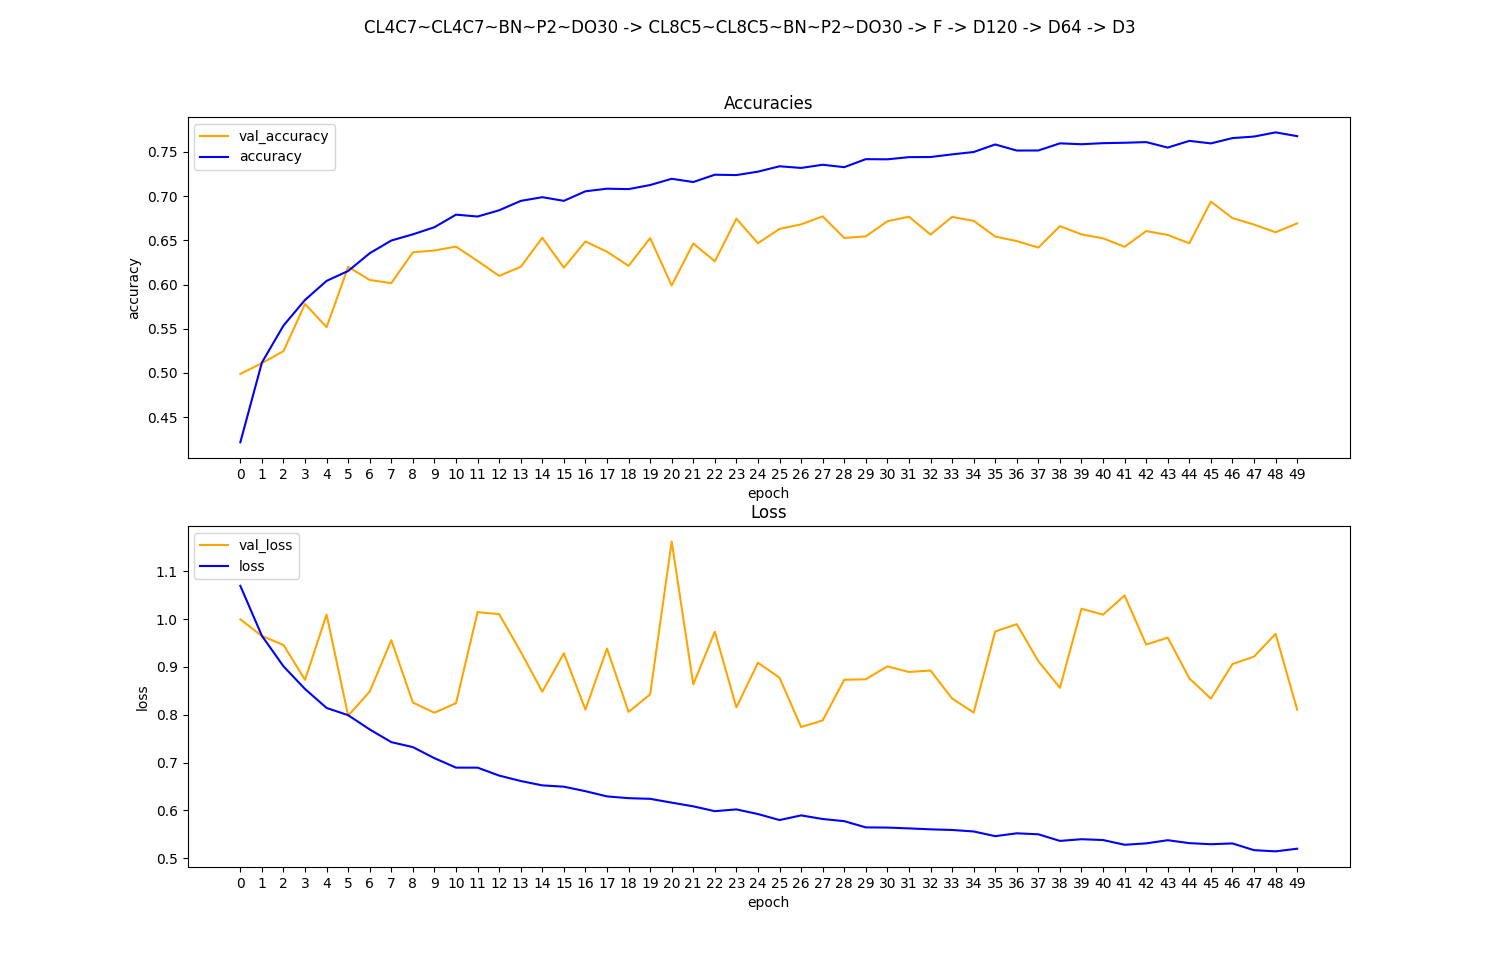 CL4C7~CL4C7~BN~P2~DO30 -> CL8C5~CL8C5~BN~P2~DO30 -> F -> D120 -> D64 -> D3
Accuracies
val_accuracy
accuracy
accuracy
0.75
0.70
0.65
0.60
0.55
0.50
0.45
0 1 2 3 4 5 6 7 8 9 10 11 12 13 14 15 16 17 18 19 20 21 22 23 24 25 26 27 28 29 30 31 32 33 34 35 36 37 38 39 40 41 42 43 44 45 46 47 48 49
epoch
Loss
val_loss
loss
loss
1.1
1.0
0.9
0.8
0.7
0.6
0.5
0 1 2 3 4 5 6 7 8 9 10 11 12 13 14 15 16 17 18 19 20 21 22 23 24 25 26 27 28 29 30 31 32 33 34 35 36 37 38 39 40 41 42 43 44 45 46 47 48 49
epoch